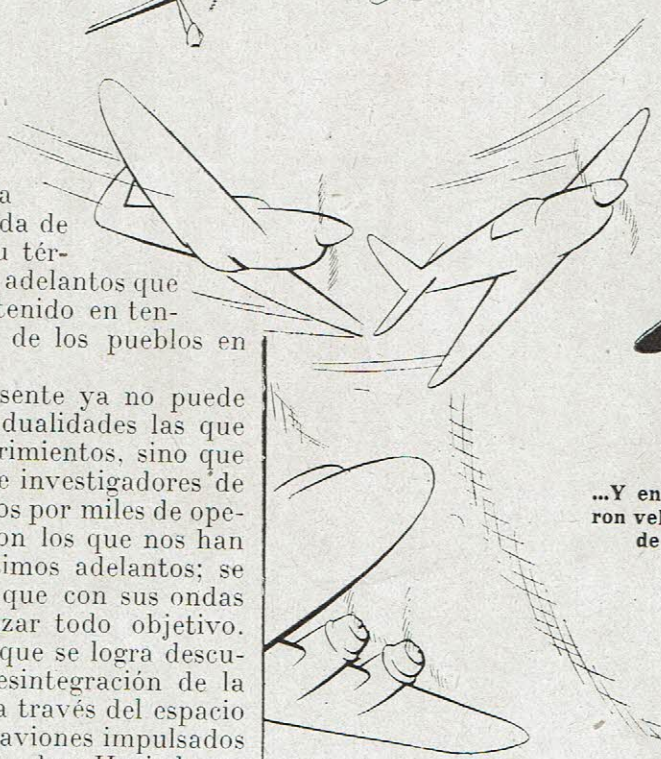 a
da de
tér-
adelantos que
tenido en ten-
de los pueblos en
sente ya no puede
dualidades las que
rimientos, sino que
e investigadores de
os por miles de ope-
on los que nos han
simos adelantos; se
que con sus ondas
zar todo objetivo.
que se logra descu-
esintegración de la
a través del espacio
aviones impulsados
...Y en
ron vel
de